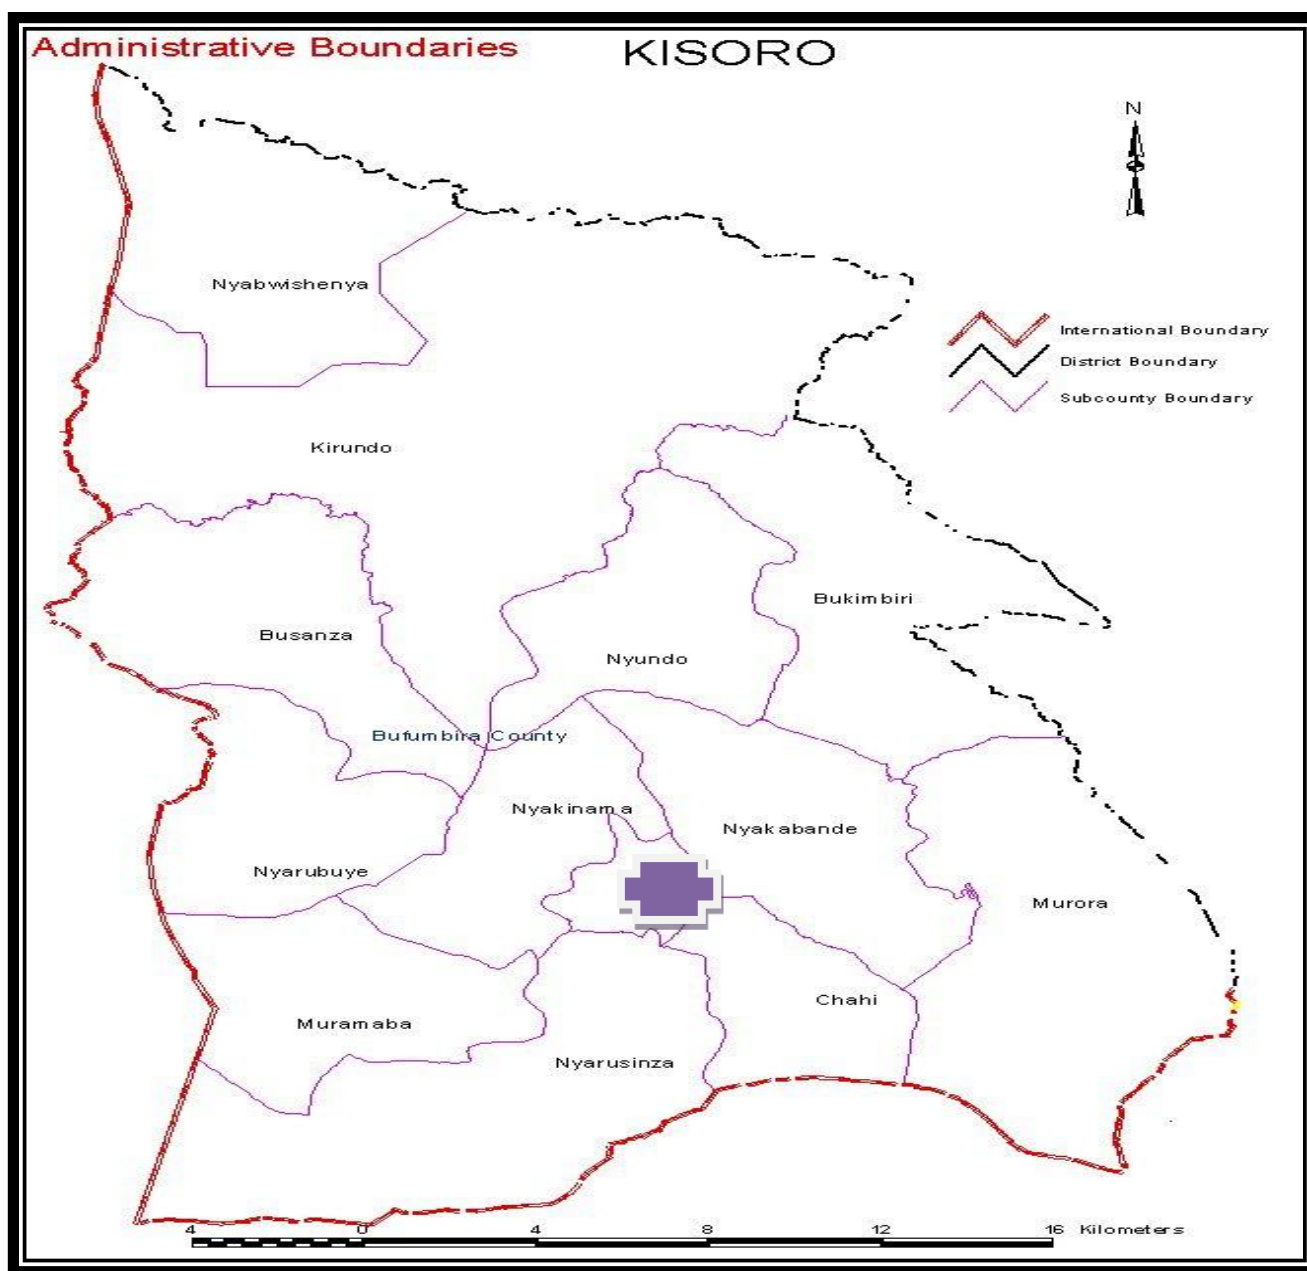 Administrative Boundaries
KISORO
N
Nyabwishenya
International Boundary
District Boundary
Subcounty Boundary
Kirundo
Bukimbiri
Busanza
Nyundo
Bufumbira County
Nyakinama
Nyakabande
Nyarubuye
Murora
Chahi
Muramaba
Nyarusinza
4 0 4 8 12 16 Kilometers